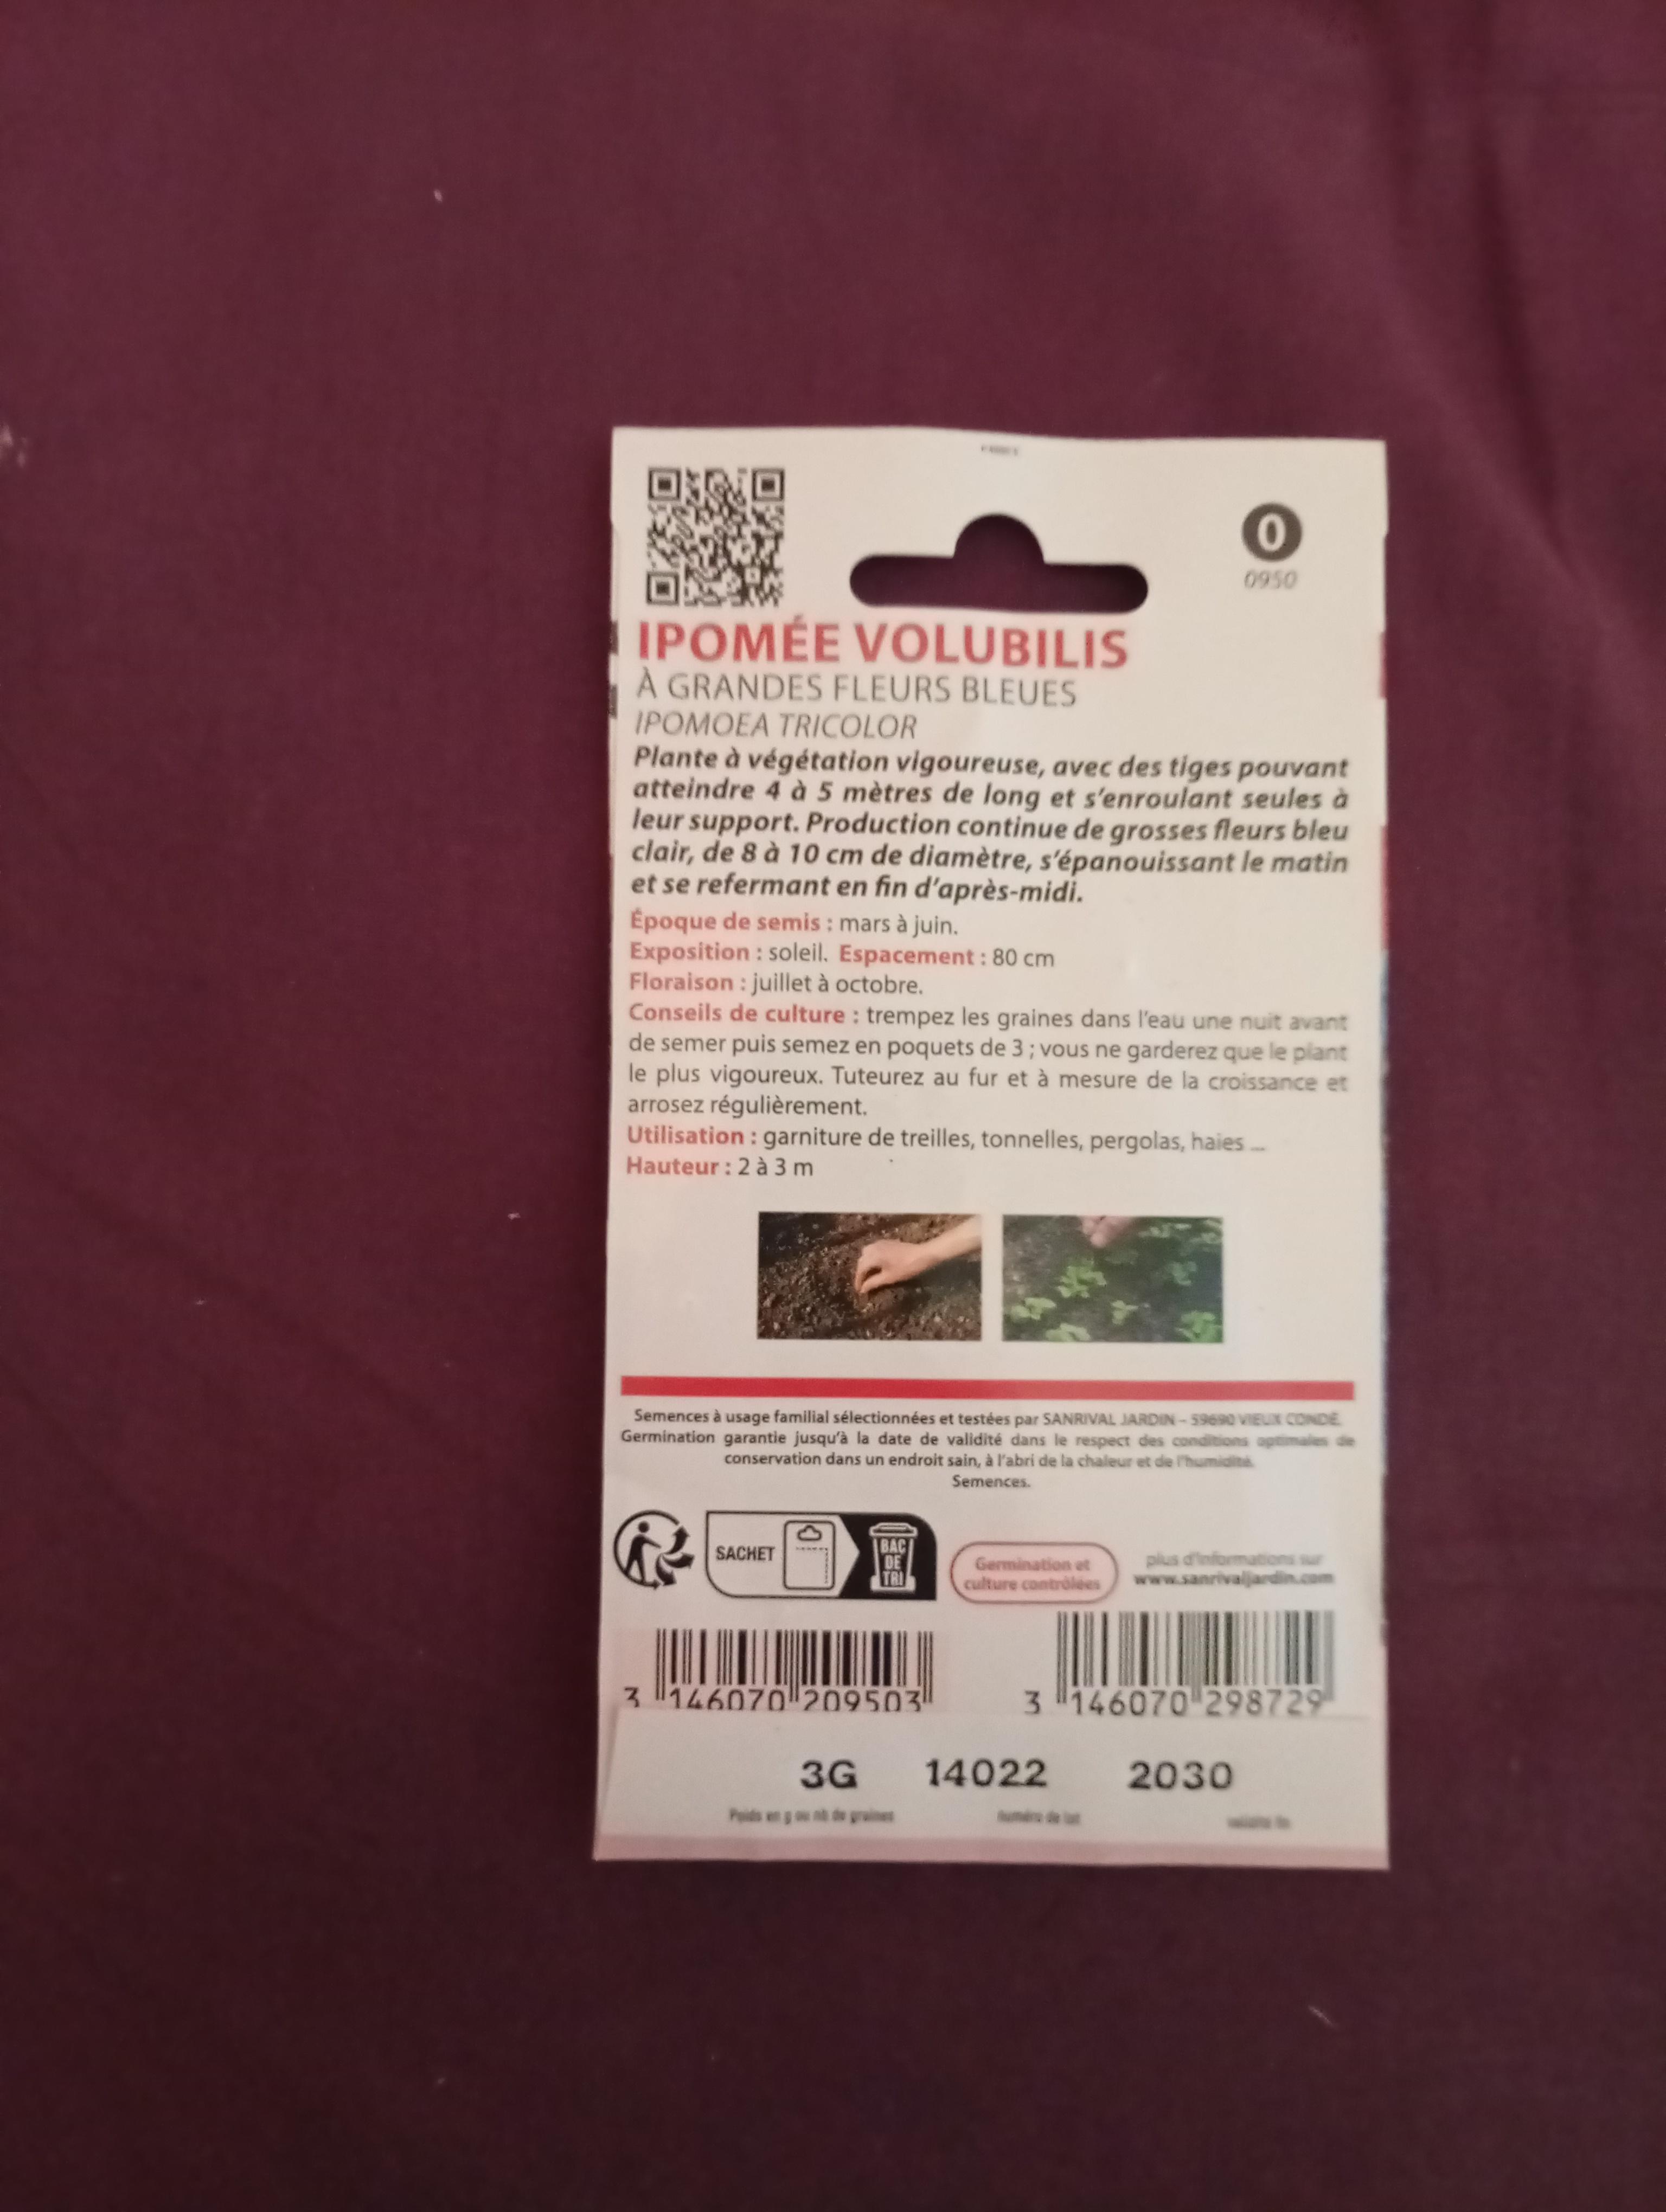 0
0950
IPOMÉE VOLUBILIS
À GRANDES FLEURS BLEUES
IPOMOEA TRICOLOR
Plante à végétation vigoureuse, avec des tiges pouvant
atteindre 4 à 5 mètres de long et s'enroulant seules à
leur support. Production continue de grosses fleurs bleu
clair, de 8 à 10 cm de diamètre, s'épanouissant le matin
et se refermant en fin d'après-midi.
Époque de semis : mars à juin.
Exposition : soleil. Espacement : 80 cm
Floraison : juillet à octobre.
Conseils de culture : trempez les graines dans l'eau une nuit avant
de semer puis semez en poquets de 3 ; vous ne garderez que le plant
le plus vigoureux. Tuteurez au fur et à mesure de la croissance et
arrosez régulièrement.
Utilisation : garniture de treilles, tonnelles, pergolas, haies ...
Hauteur : 2 à 3 m
Semences à usage familial sélectionnées et testées par SANRIVAL JARDIN - 59690 VIEUX CONDÉ.
Germination garantie jusqu'à la date de validité dans le respect des conditions optimales de
conservation dans un endroit sain, à l'abri de la chaleur et de l'humidité.
Semences.
SACHET
BAC
DE
TRI
Germination et
culture contrôlées
plus d'informations sur
www.sanrivaljardin.com
3 146070 209503
3 146070 298729
3G 14022 2030
Poids en g ou nb de graines numéro de lot